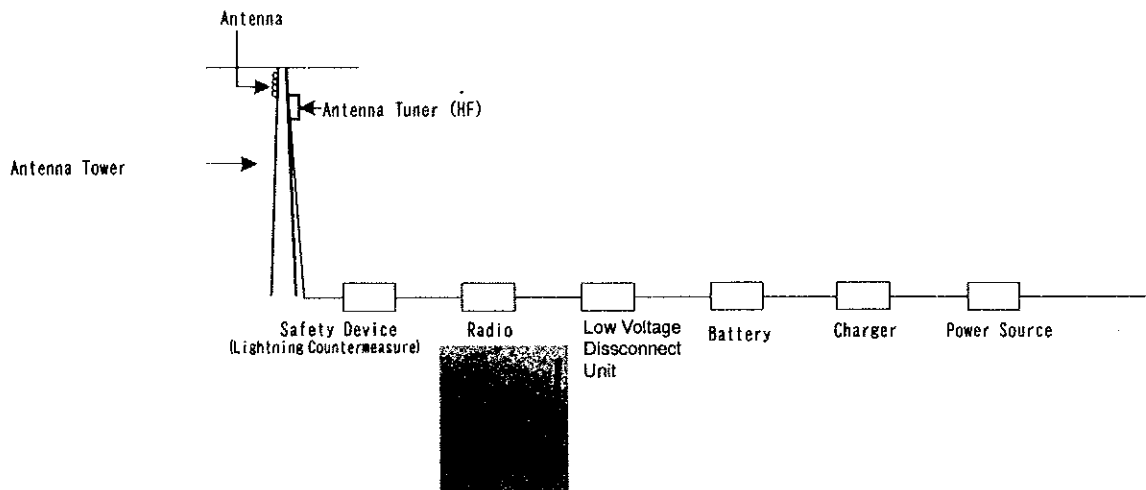 Antenna
Antenna Tuner (HF)
Antenna Tower
Safety Device
(Lightning Countermeasure)
Radio
Low Voltage
Dissconnect
Unit
Battery
Charger
Power Source